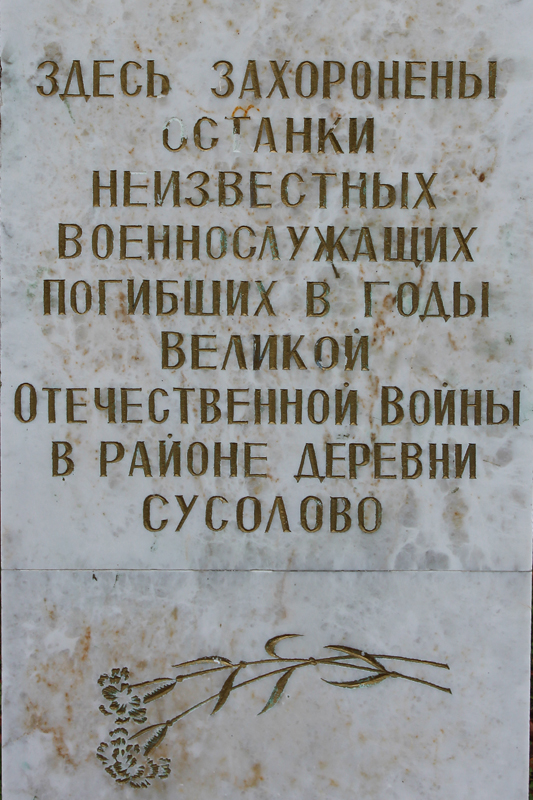 ЗДЕСЬ ЗАХОРОНЕНЫ
ОСТАНКИ
НЕИЗВЕСТНЫХ
ВОЕННОСЛУЖАЩИХ
ПОГИБШИХ В ГОДЫ
ВЕЛИКОЙ
ОТЕЧЕСТВЕННОЙ ВОЙНЫ
В РАЙОНЕ ДЕРЕВНИ
СУСОЛОВО